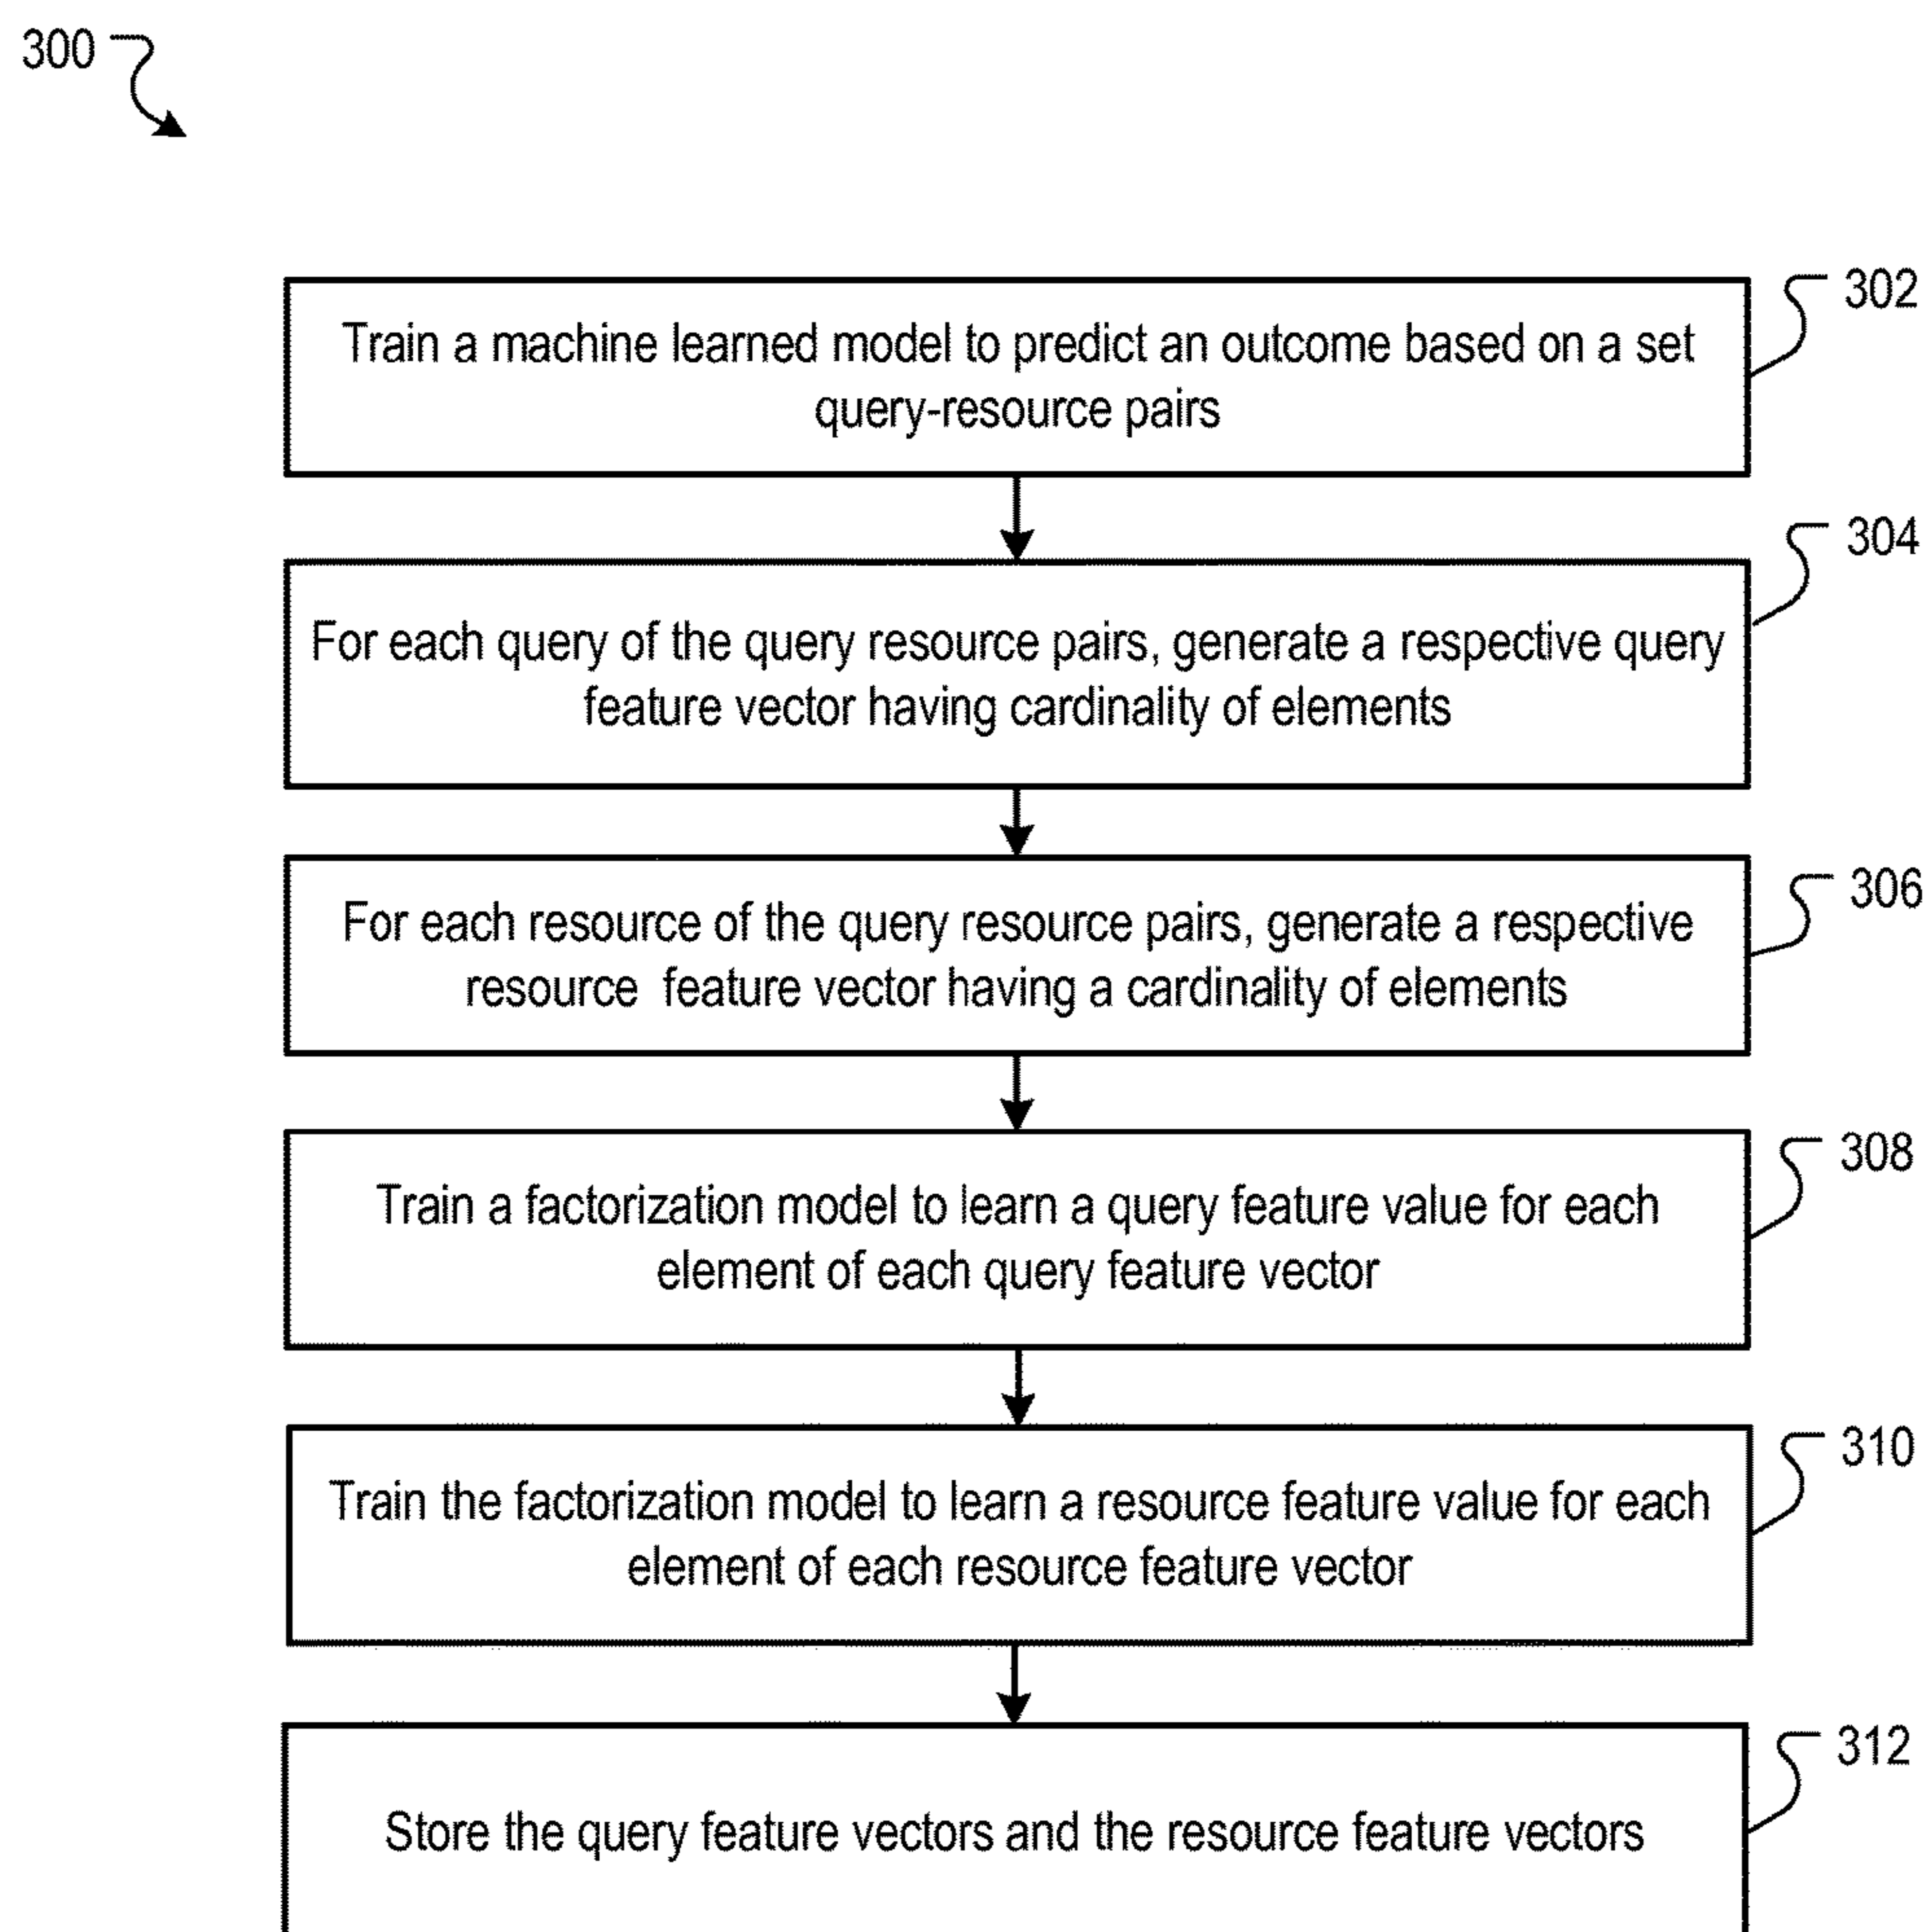 300
302
Train a machine learned model to predict an outcome based on a set
query-resource pairs
304
For each query of the query resource pairs, generate a respective query
feature vector having cardinality of elements
306
For each resource of the query resource pairs, generate a respective
resource feature vector having a cardinality of elements
308
Train a factorization model to learn a query feature value for each
element of each query feature vector
310
Train the factorization model to learn a resource feature value for each
element of each resource feature vector
312
Store the query feature vectors and the resource feature vectors